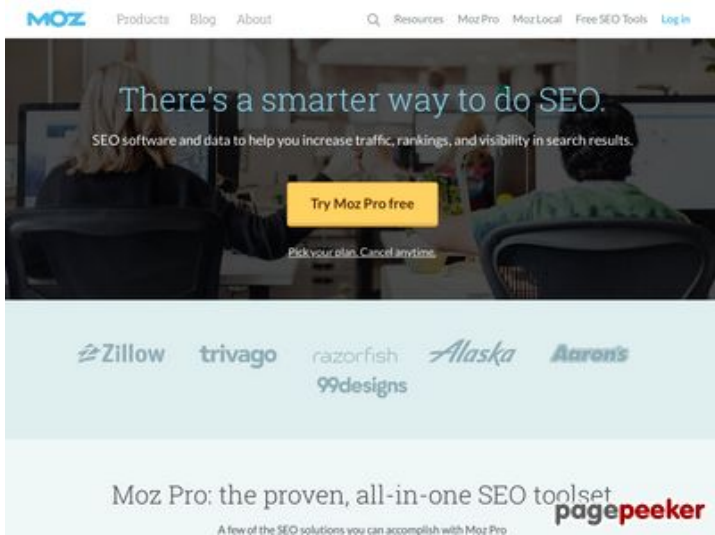 MOZ Products Blog About Resources Moz Pro Moz Local Free SEO Tools Log in
There's a smarter way to do SEO.
SEO software and data to help you increase traffic, rankings, and visibility in search results.
Try Moz Pro free
Pick your plan. Cancel anytime.
Zillow trivago razorfish Alaska Aaron's
99designs
Moz Pro: the proven, all-in-one SEO toolset
A few of the SEO solutions you can accomplish with Moz Pro
pagepeeker